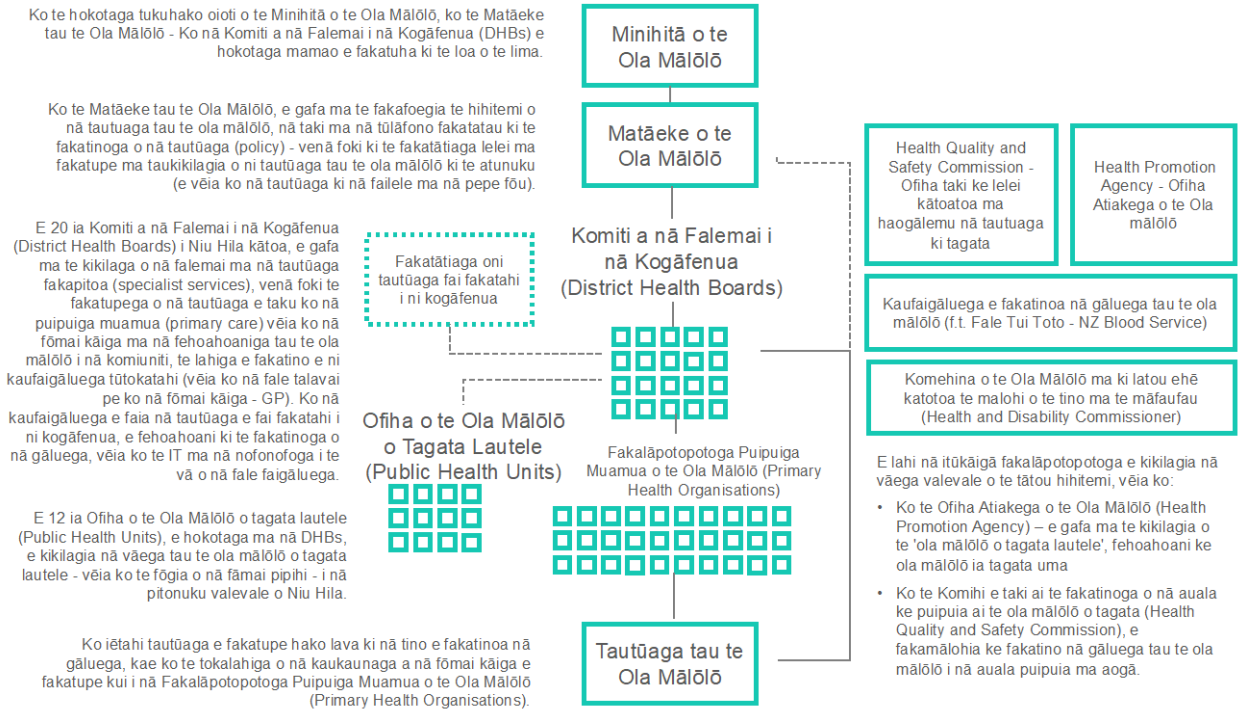 Ko te hokotaga tukuhako oioti o te Minihitā o te Ola Mālōlō, ko te Matāeke
tau te Ola Mālōlō - Ko nā Komiti a nā Falemai i nā Kogāfenua (DHBs) e
hokotaga mamao e fakatuha ki te loa o te lima.
Minihitā o te
Ola Mālōlō
Ko te Matāeke tau te Ola Mālōlō, e gafa ma te fakafoegia te hihitemi o
nā tautuaga tau te ola mālōlō, nā taki ma nā tūlāfono fakatatau ki te
fakatinoga o nā tautūaga (policy) - venā foki ki te fakatātiaga lelei ma
fakatupe ma taukikilagia o ni tautūaga tau te ola mālōlō ki te atunuku
(e vēia ko nā tautūaga ki nā failele ma nā pepe fōu).
Matāeke o te
Ola Mālōlō
E 20 ia Komiti a nā Falemai i nā Kogāfenua
(District Health Boards) i Niu Hila kātoa, e gafa
ma te kikilaga o nā falemai ma nā tautūaga
fakapitoa (specialist services), venā foki te
fakatupega o nā tautūaga e taku ko nā
puipuiga muamua (primary care) vēia ko nā
fōmai kāiga ma nā fehoahoaniga tau te ola
mālōlō i nā komiuniti, te lahiga e fakatino e ni
kaufaigāluega tūtokatahi (vēia ko nā fale talavai
pe ko nā fōmai kāiga - GP). Ko nā
kaufaigāluega e faia nā tautūaga e fai fakatahi i
ni kogāfenua, e fehoahoani ki te fakatinoga o
nā gāluega, vēia ko te IT ma nā nofonofoga i te
vā o nā fale faigāluega.
Fakatātiaga oni
tautūaga fai fakatahi
i ni kogāfenua
Komiti a nā Falemai i
nā Kogāfenua
(District Health Boards)
Ofiha o te Ola Mālōlō
o Tagata Lautele
(Public Health Units)
Fakalāpotopotoga Puipuiga
Muamua o te Ola Mālōlō (Primary
Health Organisations)
E 12 ia Ofiha o te Ola Mālōlō o tagata lautele
(Public Health Units), e hokotaga ma nā DHBs,
e kikilagia nā vāega tau te ola mālōlō o tagata
lautele - vēia ko te fōgia o nā fāmai pipihi - i nā
pitonuku valevale o Niu Hila.
Ko iētahi tautūaga e fakatupe hako lava ki nā tino e fakatinoa nā
gāluega, kae ko te tokalahiga o nā kaukaunaga a nā fōmai kāiga e
fakatupe kui i nā Fakalāpotopotoga Puipuiga Muamua o te Ola Mālōlō
(Primary Health Organisations).
Tautūaga tau te
Ola Mālōlō
Health Quality and
Safety Commission -
Ofiha taki ke lelei
kātoatoa ma
haogālemu nā tautuaga
ki tagata
Health Promotion
Agency - Ofiha
Atiakega o te Ola
mālōlō
Kaufaigāluega e fakatinoa nā gāluega tau te ola
mālōlō (f.t. Fale Tui Toto - NZ Blood Service)
Komehina o te Ola Mālōlō ma ki latou ehē
katotoa te malohi o te tino ma te māfaufau
(Health and Disability Commissioner)
E lahi nā itūkāigā fakalāpotopotoga e kikilagia nā
vāega valevale o te tātou hihitemi, vēia ko:
• Ko te Ofiha Atiakega o te Ola Mālōlō (Health
Promotion Agency) – e gafa ma te kikilagia o
te 'ola mālōlō o tagata lautele', fehoahoani ke
ola mālōlō ia tagata uma
• Ko te Komihi e taki ai te fakatinoga o nā auala
ke puipuia ai te ola mālōlō o tagata (Health
Quality and Safety Commission), e
fakamālohia ke fakatino nā gāluega tau te ola
mālōlō i nā auala puipuia ma aogā.